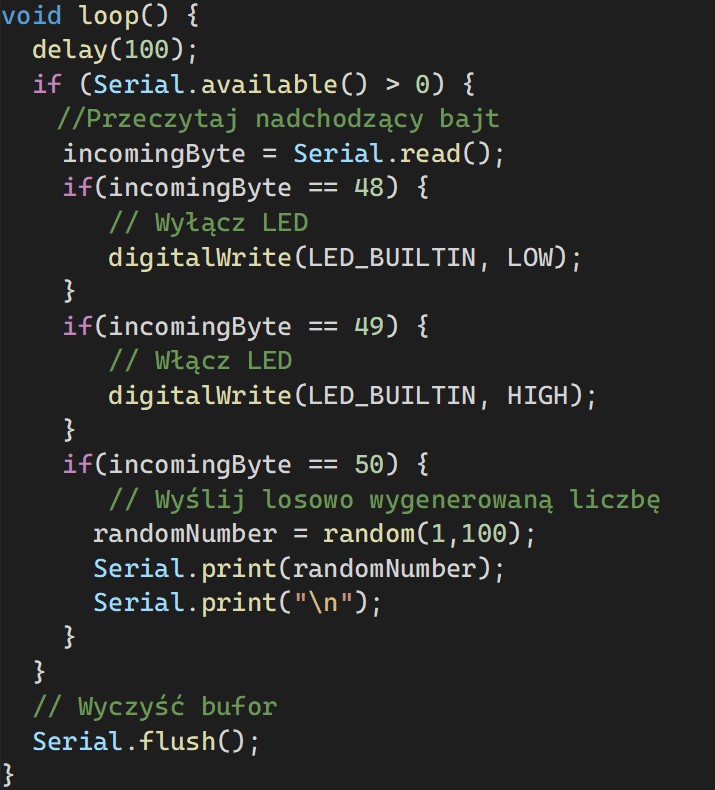 void loop() {
  delay(100);
  if (Serial.available() > 0) {
    //Przeczytaj nadchodzący bajt
    incomingByte = Serial.read();
    if(incomingByte == 48) {
       // Wyłącz LED
       digitalWrite(LED_BUILTIN, LOW);
    }
    if(incomingByte == 49) {
       // Włącz LED
       digitalWrite(LED_BUILTIN, HIGH);
    }
    if(incomingByte == 50) {
       // Wyślij losowo wygenerowaną liczbę
      randomNumber = random(1,100);
      Serial.print(randomNumber);
      Serial.print("\n");
    }
  }
  // Wyczyść bufor
  Serial.flush();
}